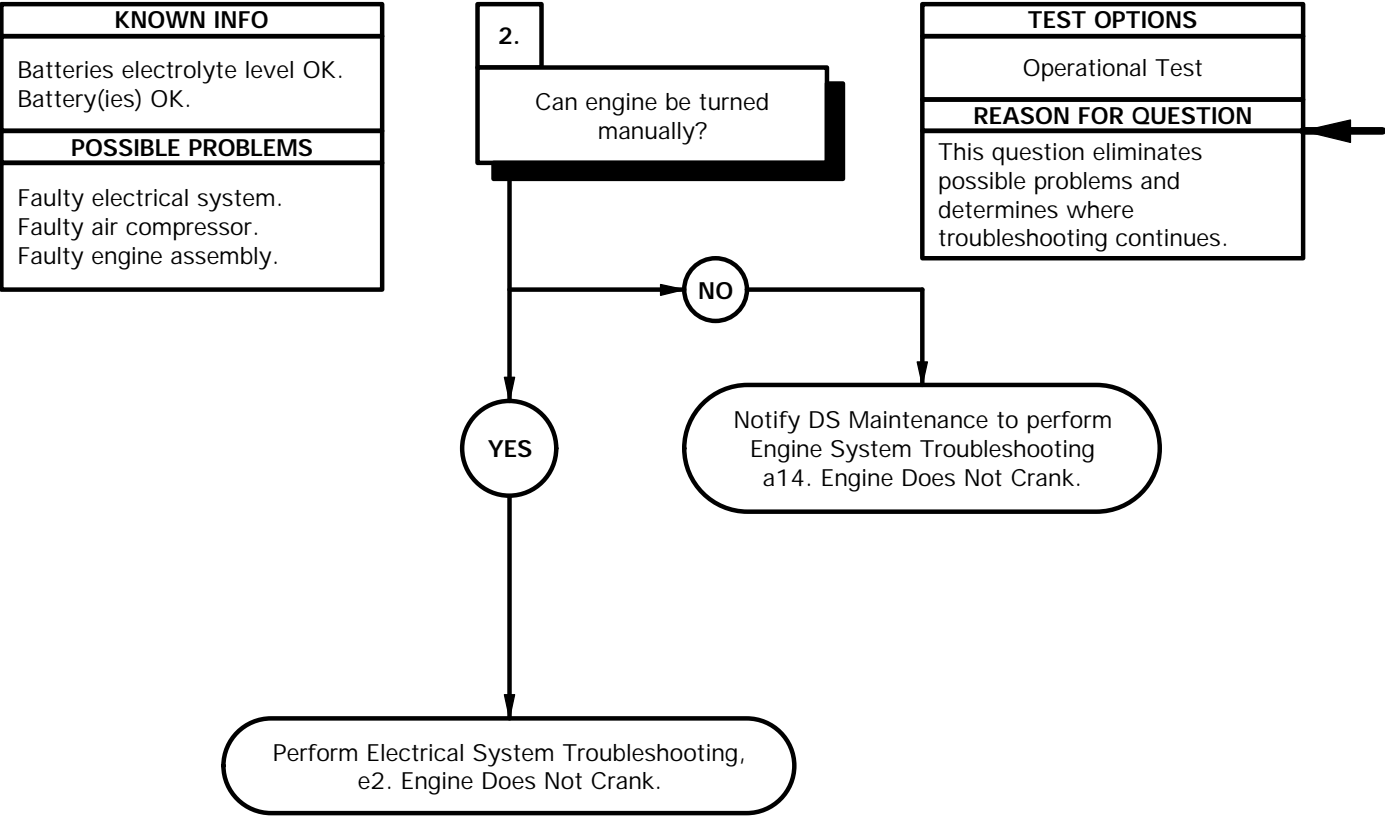 KNOWN INFO
Batteries electrolyte level OK.
Battery(ies) OK.
POSSIBLE PROBLEMS
Faulty electrical system.
Faulty air compressor.
Faulty engine assembly.
2.
Can engine be turned
manually?
TEST OPTIONS
Operational Test
REASON FOR QUESTION
This question eliminates
possible problems and
determines where
troubleshooting continues.
NO
YES
Notify DS Maintenance to perform
Engine System Troubleshooting
a14. Engine Does Not Crank.
Perform Electrical System Troubleshooting,
e2. Engine Does Not Crank.